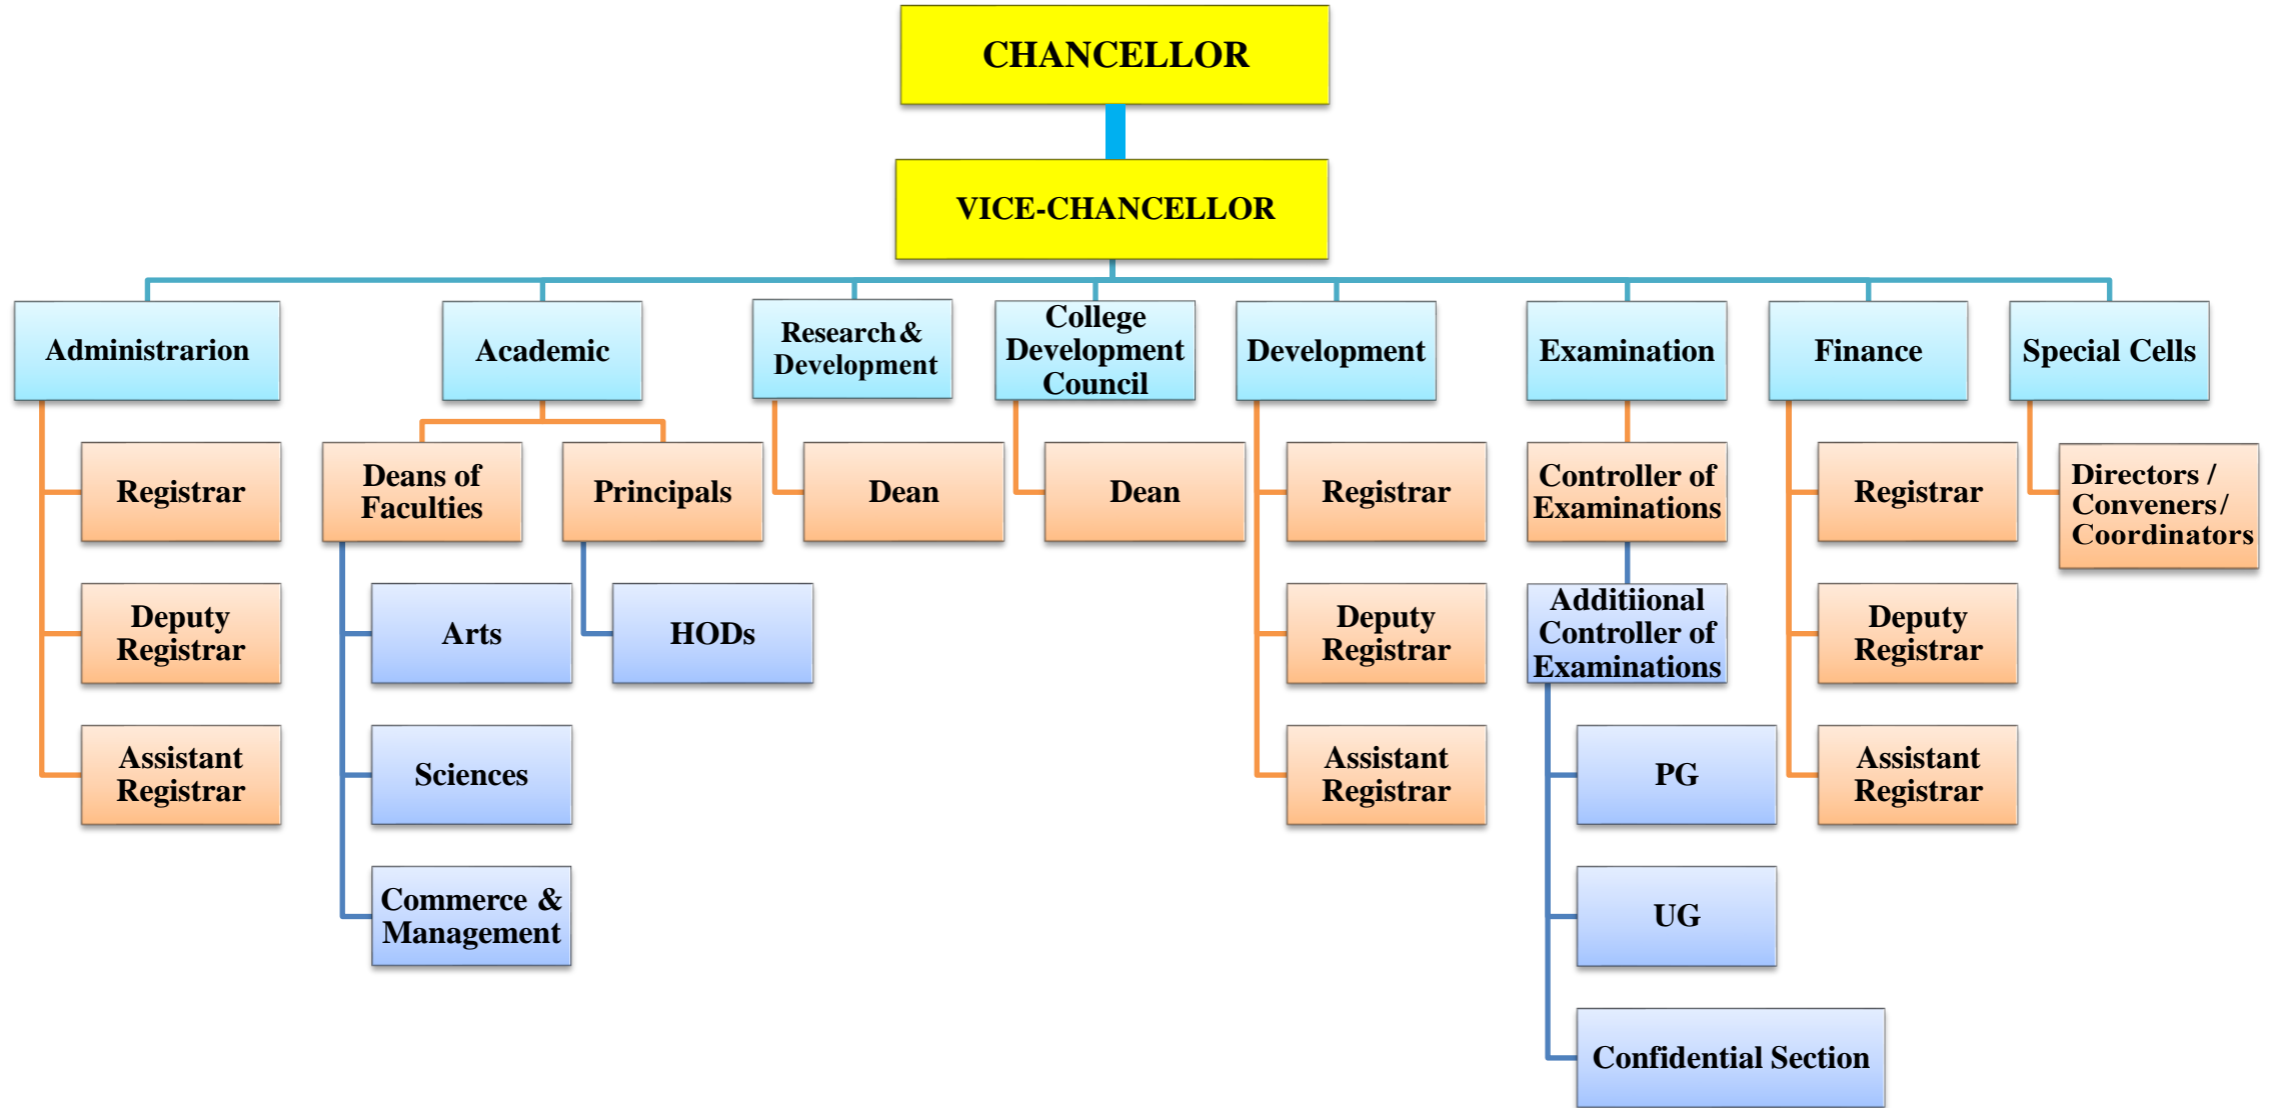 CHANCELLOR
VICE-CHANCELLOR
Administrarion
Academic
Research &
Development
College
Development
Council
Development
Examination
Finance
Special Cells
Registrar
Deans of
Faculties
Principals
Dean
Dean
Registrar
Controller of
Examinations
Registrar
Directors /
Conveners/
Coordinators
Deputy
Registrar
Arts
HODs
Deputy
Registrar
Additiional
Controller of
Examinations
Deputy
Registrar
Assistant
Registrar
Sciences
Assistant
Registrar
PG
Assistant
Registrar
Commerce &
Management
UG
Confidential Section